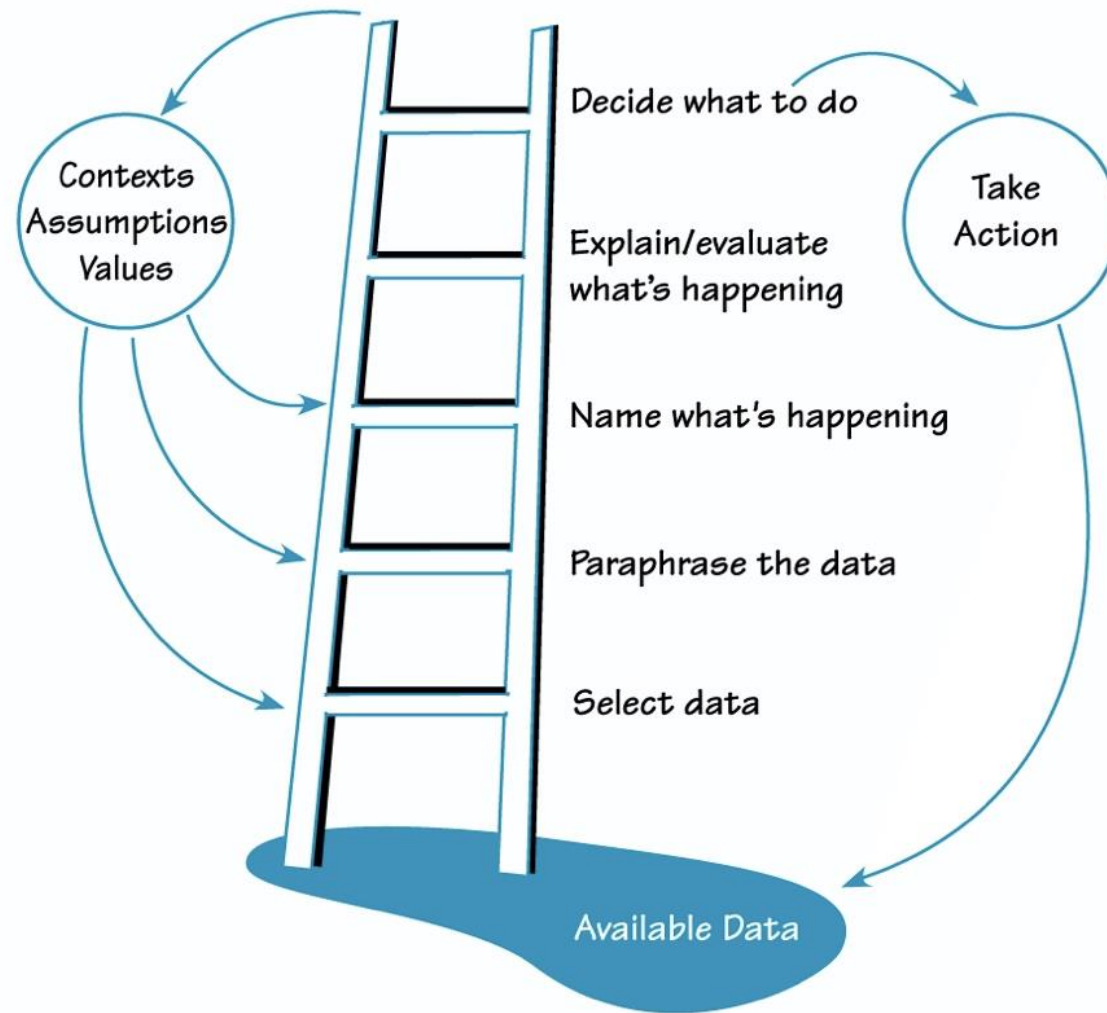 Decide what to do
Contexts
Assumptions
Values
Take
Action
Explain/evaluate
what's happening
Name what's happening
Paraphrase the data
Select data
Available Data